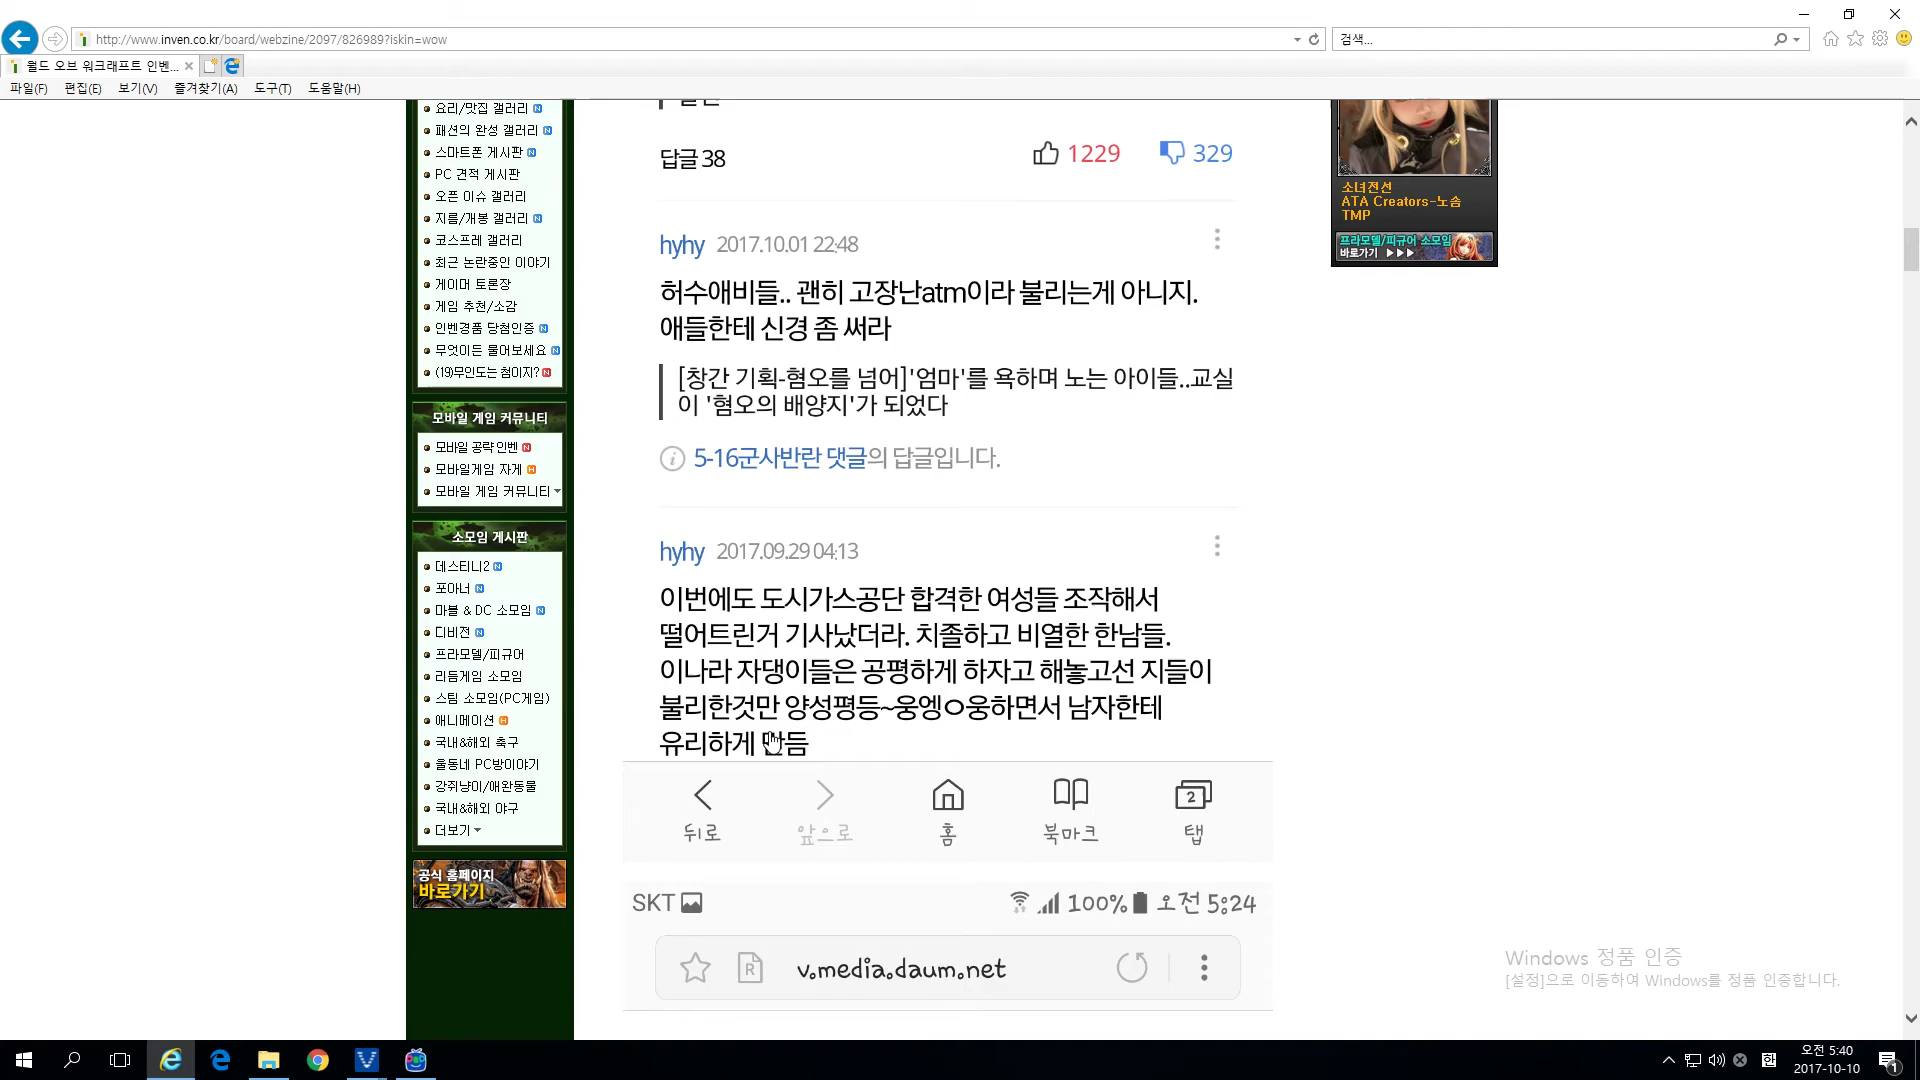 http://www.inven.co.kr/board/webzine/2097/826989?iskin=wow
검색...
월드 오브 워크래프트 인벤...
파일(F) 편집(E) 보기(V) 즐겨찾기(A) 도구(T) 도움말(H)
요리/맛집 갤러리
패션의 완성 갤러리
스마트폰 게시판
PC 견적 게시판
오픈 이슈 갤러리
지름/개봉 갤러리
코스프레 갤러리
최근 논란중인 이야기
게이머 토론장
게임 추천/소감
인벤경품 당첨인증
무엇이든 물어보세요
(19)무인도는 첨이지?
모바일 게임 커뮤니티
모바일 공략 인벤
모바일게임 자게
모바일 게임 커뮤니티
소모임 게시판
데스티니2
포아너
마블 & DC 소모임
디비전
프라모델/피규어
리듬게임 소모임
스팀 소모임(PC게임)
애니메이션
국내&해외 축구
울동네 PC방이야기
강쥐냥이/애완동물
국내&해외 야구
더보기
공식 홈페이지
바로가기
답글 38
1229
329
hyhy 2017.10.01 22:48
허수애비들.. 괜히 고장난atm이라 불리는게 아니지.
애들한테 신경 좀 써라
[창간 기획-혐오를 넘어]'엄마'를 욕하며 노는 아이들..교실
이 '혐오의 배양지'가 되었다
5-16군사반란 댓글의 답글입니다.
hyhy 2017.09.29 04:13
이번에도 도시가스공단 합격한 여성들 조작해서
떨어트린거 기사났더라. 치졸하고 비열한 한남들.
이나라 자댕이들은 공평하게 하자고 해놓고선 지들이
불리한것만 양성평등~웅엥ㅇ웅하면서 남자한테
유리하게
뒤로
앞으로
홈
북마크
2
탭
SKT
100%
오전 5:24
R
v.media.daum.net
소녀전선
ATA Creators-노솜
TMP
프라모델/피규어 소모임
바로가기 ▶▶▶
Windows 정품 인증
[설정]으로 이동하여 Windows를 정품 인증합니다.
한
오전 5:40
2017-10-10
1